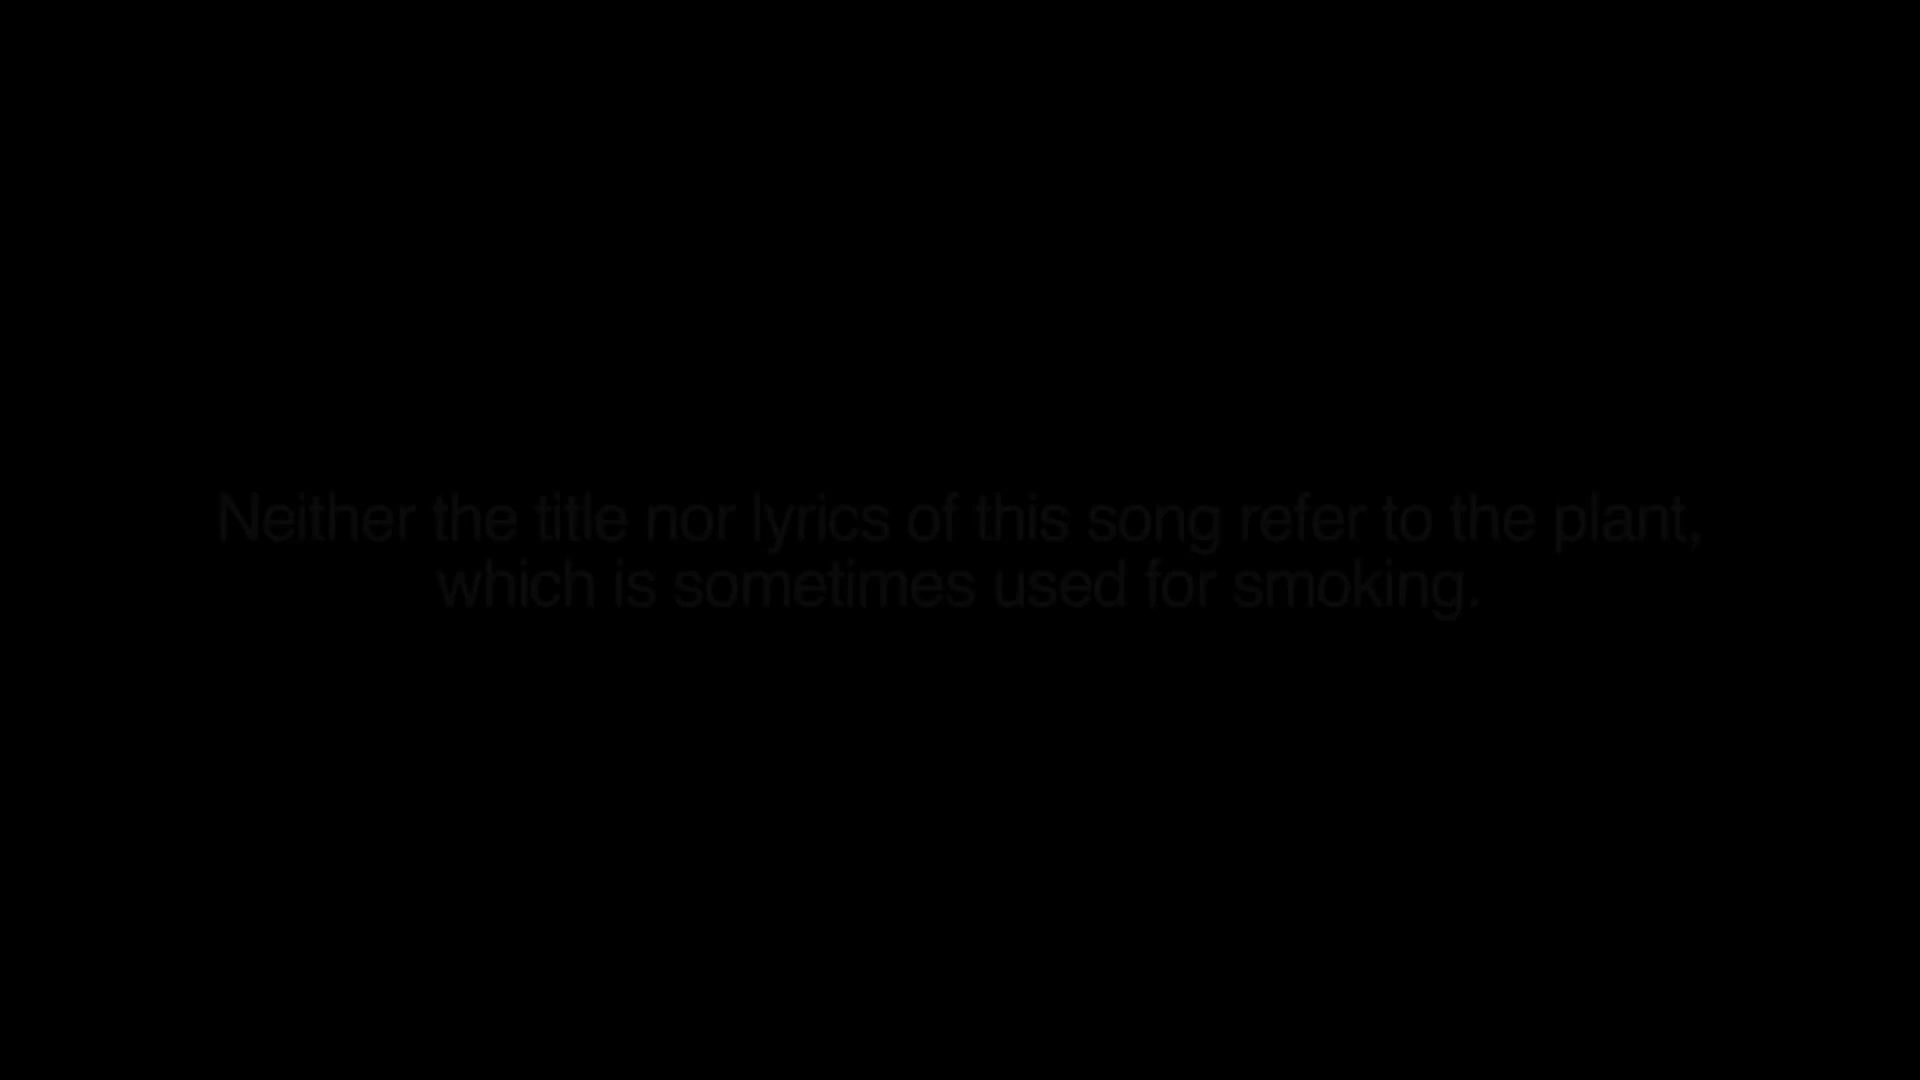 Neither the title nor lyrics of this song refer to the plant,
which is sometimes used for smoking.